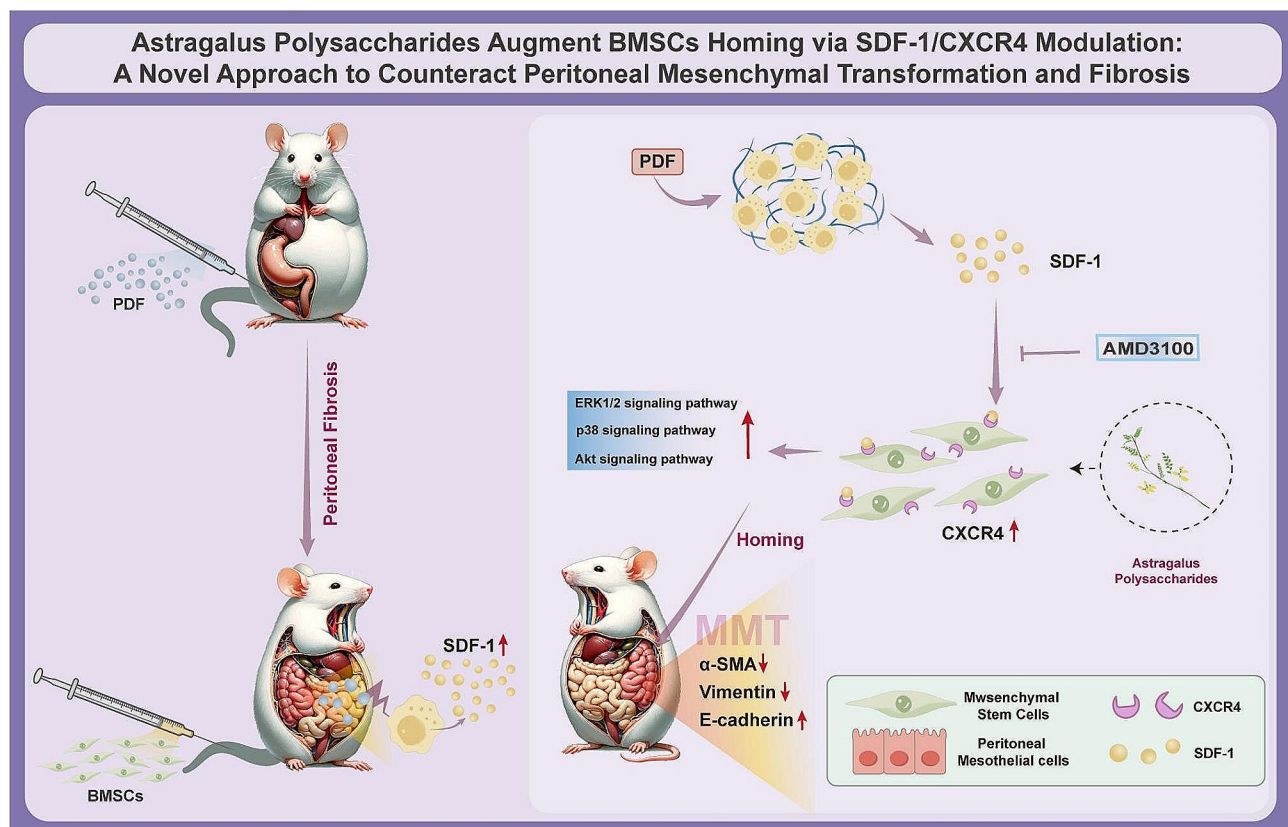 Astragalus Polysaccharides Augment BMSCs Homing via SDF-1/CXCR4 Modulation:
A Novel Approach to Counteract Peritoneal Mesenchymal Transformation and Fibrosis
PDF
Peritoneal Fibrosis
SDF-1
BMSCs
PDF
SDF-1
AMD3100
ERK1/2 signaling pathway
p38 signaling pathway
Akt signaling pathway
CXCR4
Astragalus
Polysaccharides
Homing
MMT
α-SMA
Vimentin
E-cadherin
Mwsenchymal
Stem Cells
CXCR4
Peritoneal
Mesothelial cells
SDF-1